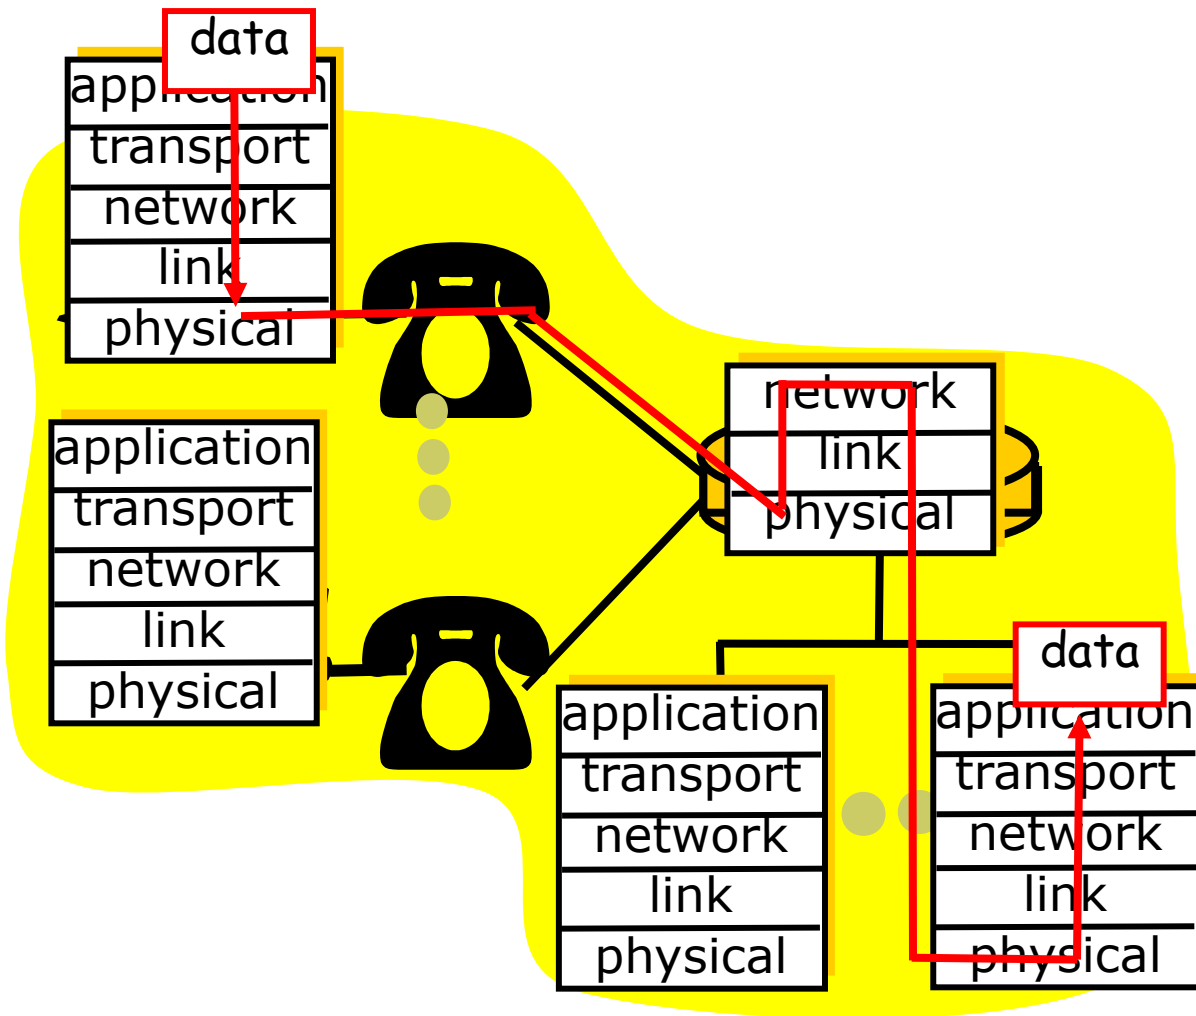 data
application
transport
network
link
physical
application
transport
network
link
physical
network
link
physical
application
transport
network
link
physical
data
application
transport
network
link
physical